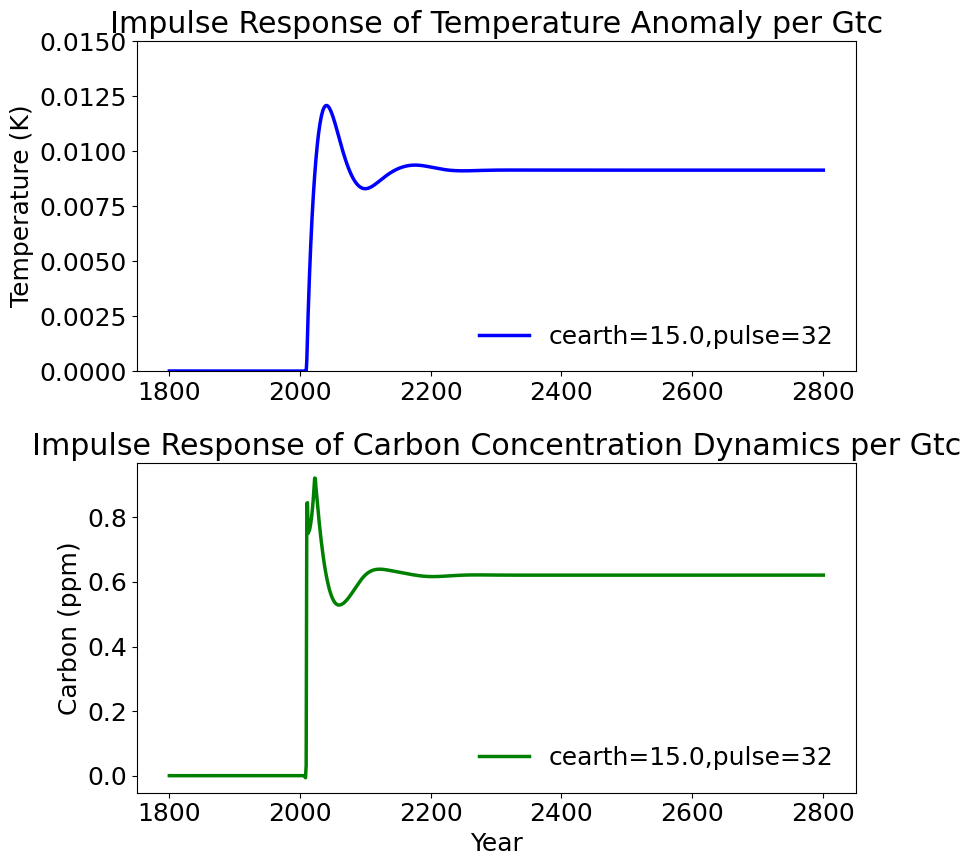 Impulse Response of Temperature Anomaly per Gtc
0.0150
0.0125
0.0100
0.0075
0.0050
0.0025
0.0000
Temperature (K)
cearth=15.0,pulse=32
1800 2000 2200 2400 2600 2800
Impulse Response of Carbon Concentration Dynamics per Gtc
0.8
0.6
0.4
0.2
0.0
Carbon (ppm)
cearth=15.0,pulse=32
1800 2000 2200 2400 2600 2800
Year